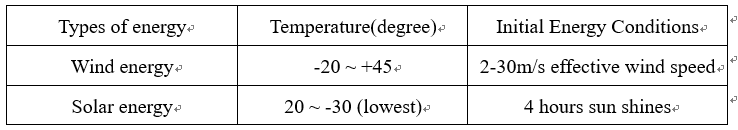 Types of energy Temperature(degree) Initial Energy Conditions
Wind energy -20 ~ +45 2-30m/s effective wind speed
Solar energy 20 ~ -30 (lowest) 4 hours sun shines